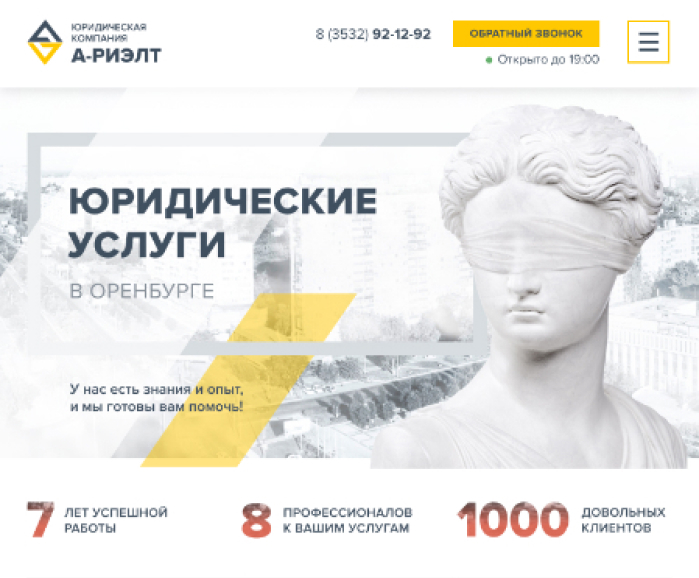 ЮРИДИЧЕСКАЯ
КОМПАНИЯ
А-РИЭЛТ
8 (3532) 92-12-92
ОБРАТНЫЙ ЗВОНОК
Открыто до 19:00
ЮРИДИЧЕСКИЕ
УСЛУГИ
В ОРЕНБУРГЕ
У нас есть знания и опыт,
и мы готовы вам помочь!
7 ЛЕТ УСПЕШНОЙ
РАБОТЫ
8 ПРОФЕССИОНАЛОВ
К ВАШИМ УСЛУГАМ
1000 ДОВОЛЬНЫХ
КЛИЕНТОВ